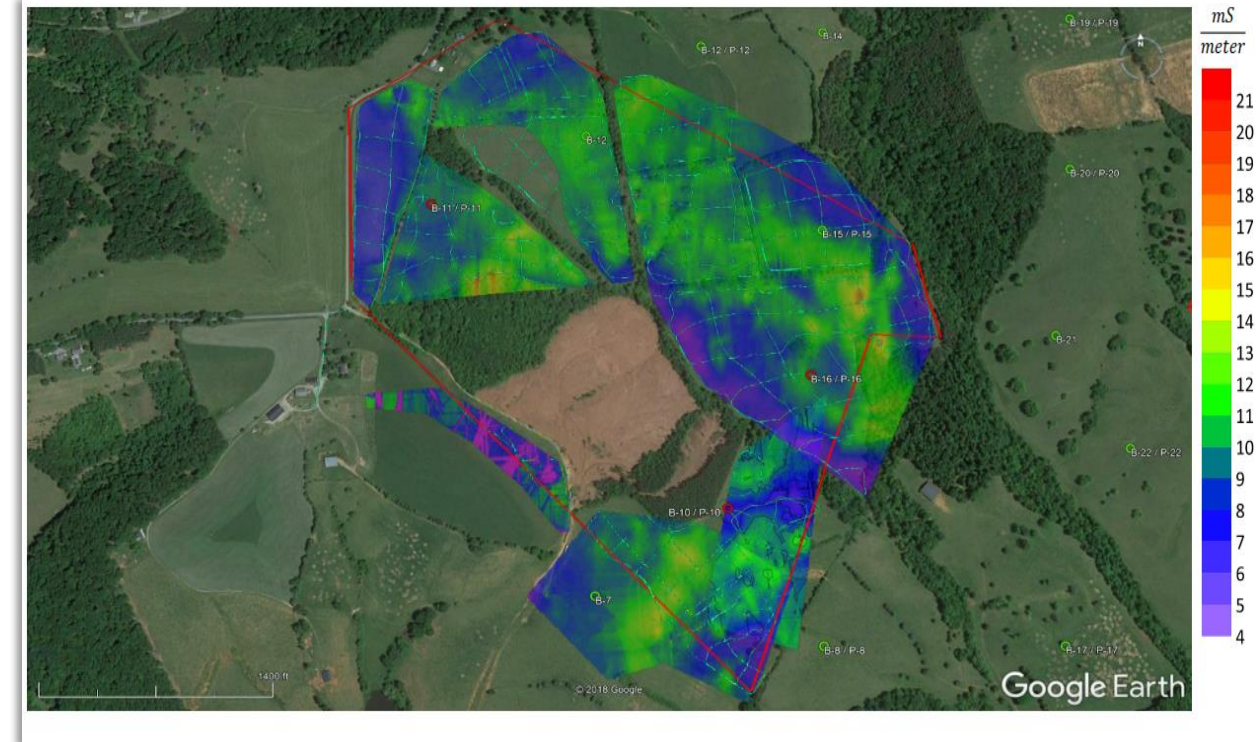 mS
meter
B-19 / P-19
B-14
B-12 / P-12
N
21
20
19
18
17
16
15
14
13
12
11
10
9
8
7
6
5
4
B-12
B-20 / P-20
B-11 / P-11
B-15 / P-15
B-21
B-16 / P-16
B-22 / P-22
B-10 / P-10
B-7
B-8 / P-8
B-17 / P-17
1400 ft
© 2018 Google
Google Earth